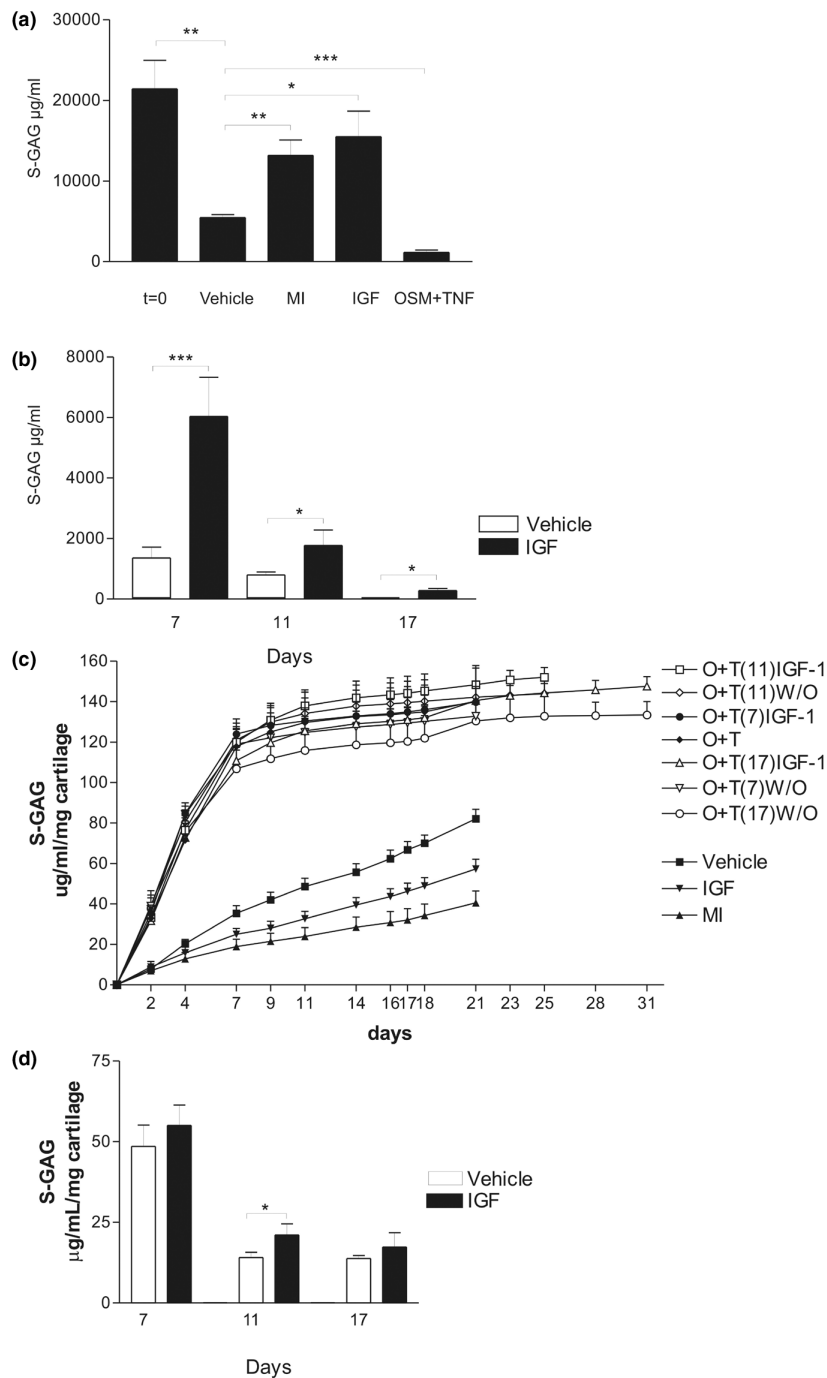 (a)
30000
20000
10000
0
S-GAG µg/ml
**
***
*
**
t=0 Vehicle MI IGF OSM+TNF
(b)
8000
6000
4000
2000
0
S-GAG µg/ml
***
*
*
Vehicle
IGF
7 11 17
Days
(c)
160
140
120
100
80
60
40
20
0
S-GAG
ug/ml/mg cartilage
2 4 7 9 11 14 16 17 18 21 23 25 28 31
days
O+T(11)IGF-1
O+T(11)W/O
O+T(7)IGF-1
O+T
O+T(17)IGF-1
O+T(7)W/O
O+T(17)W/O
Vehicle
IGF
MI
(d)
75
50
25
0
S-GAG
µg/mL/mg cartilage
*
Vehicle
IGF
7 11 17
Days